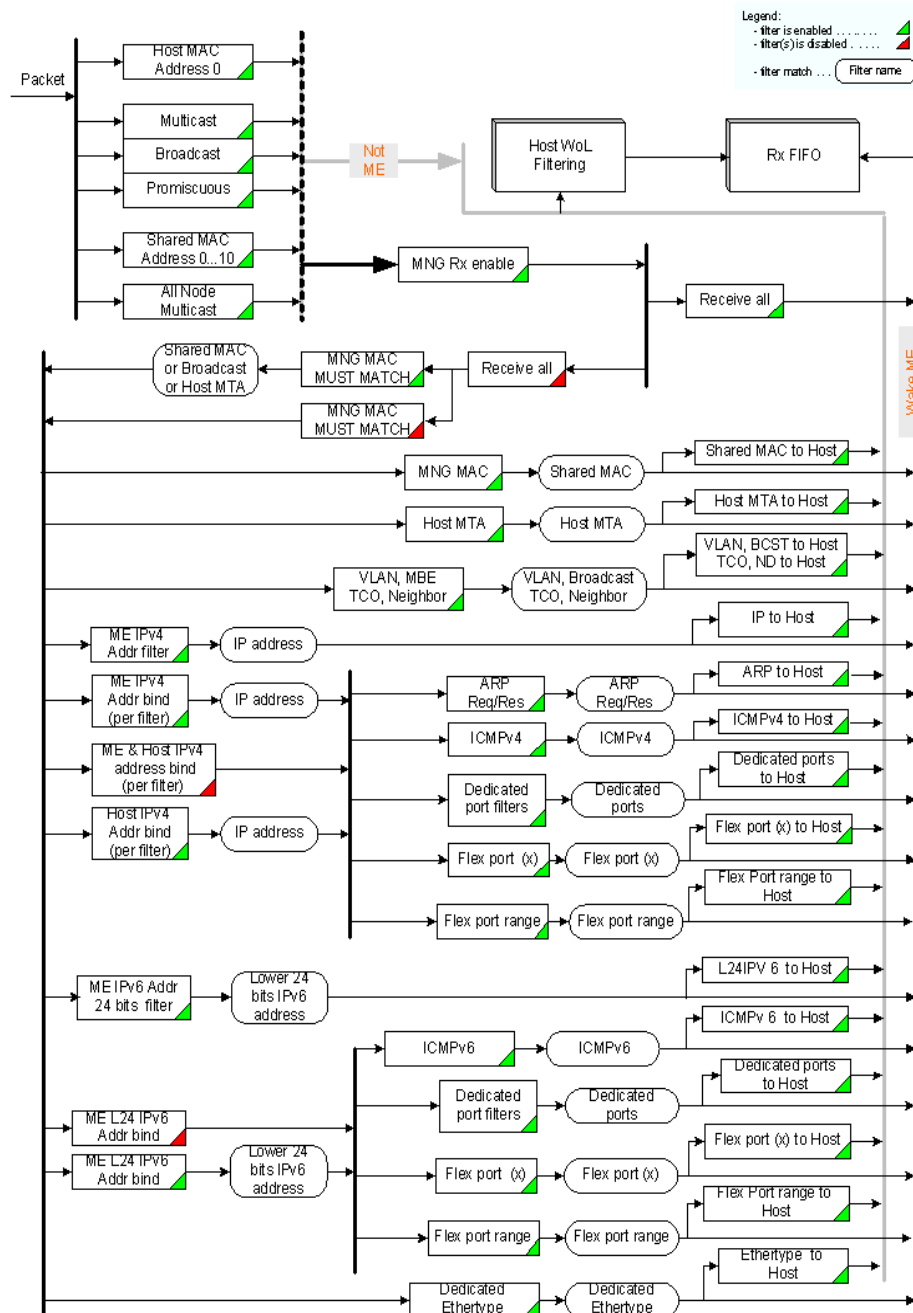 Legend:
- filter is enabled . . . . . . . .
- filter(s) is disabled . . . . .
- filter match . . . Filter name
Packet
Host MAC
Address 0
Multicast
Broadcast
Promiscuous
Shared MAC
Address 0...10
All Node
Multicast
Not
ME
Host WoL
Filtering
Rx FIFO
MNG Rx enable
Receive all
Wake ME
Shared MAC
or Broadcast
or Host MTA
MNG MAC
MUST MATCH
Receive all
MNG MAC
MUST MATCH
MNG MAC
Shared MAC
Shared MAC to Host
Host MTA
Host MTA
Host MTA to Host
VLAN, MBE
TCO, Neighbor
VLAN, Broadcast
TCO, Neighbor
VLAN, BCST to Host
TCO, ND to Host
ME IPv4
Addr filter
IP address
IP to Host
ME IPv4
Addr bind
(per filter)
IP address
ARP
Req/Res
ARP
Req/Res
ARP to Host
ME & Host IPv4
address bind
(per filter)
ICMPv4
ICMPv4
ICMPv4 to Host
Dedicated
port filters
Dedicated
ports
Dedicated ports
to Host
Host IPv4
Addr bind
(per filter)
IP address
Flex port (x)
Flex port (x)
Flex port (x) to Host
Flex port range
Flex port range
Flex Port range to
Host
ME IPv6 Addr
24 bits filter
Lower 24
bits IPv6
address
L24IPV 6 to Host
ICMPv6
ICMPv6
ICMPv 6 to Host
Dedicated
port filters
Dedicated
ports
Dedicated ports
to Host
ME L24 IPv6
Addr bind
ME L24 IPv6
Addr bind
Lower 24
bits IPv6
address
Flex port (x)
Flex port (x)
Flex port (x) to Host
Flex port range
Flex port range
Flex Port range to
Host
Dedicated
Ethertype
Dedicated
Ethertype
Ethertype to
Host